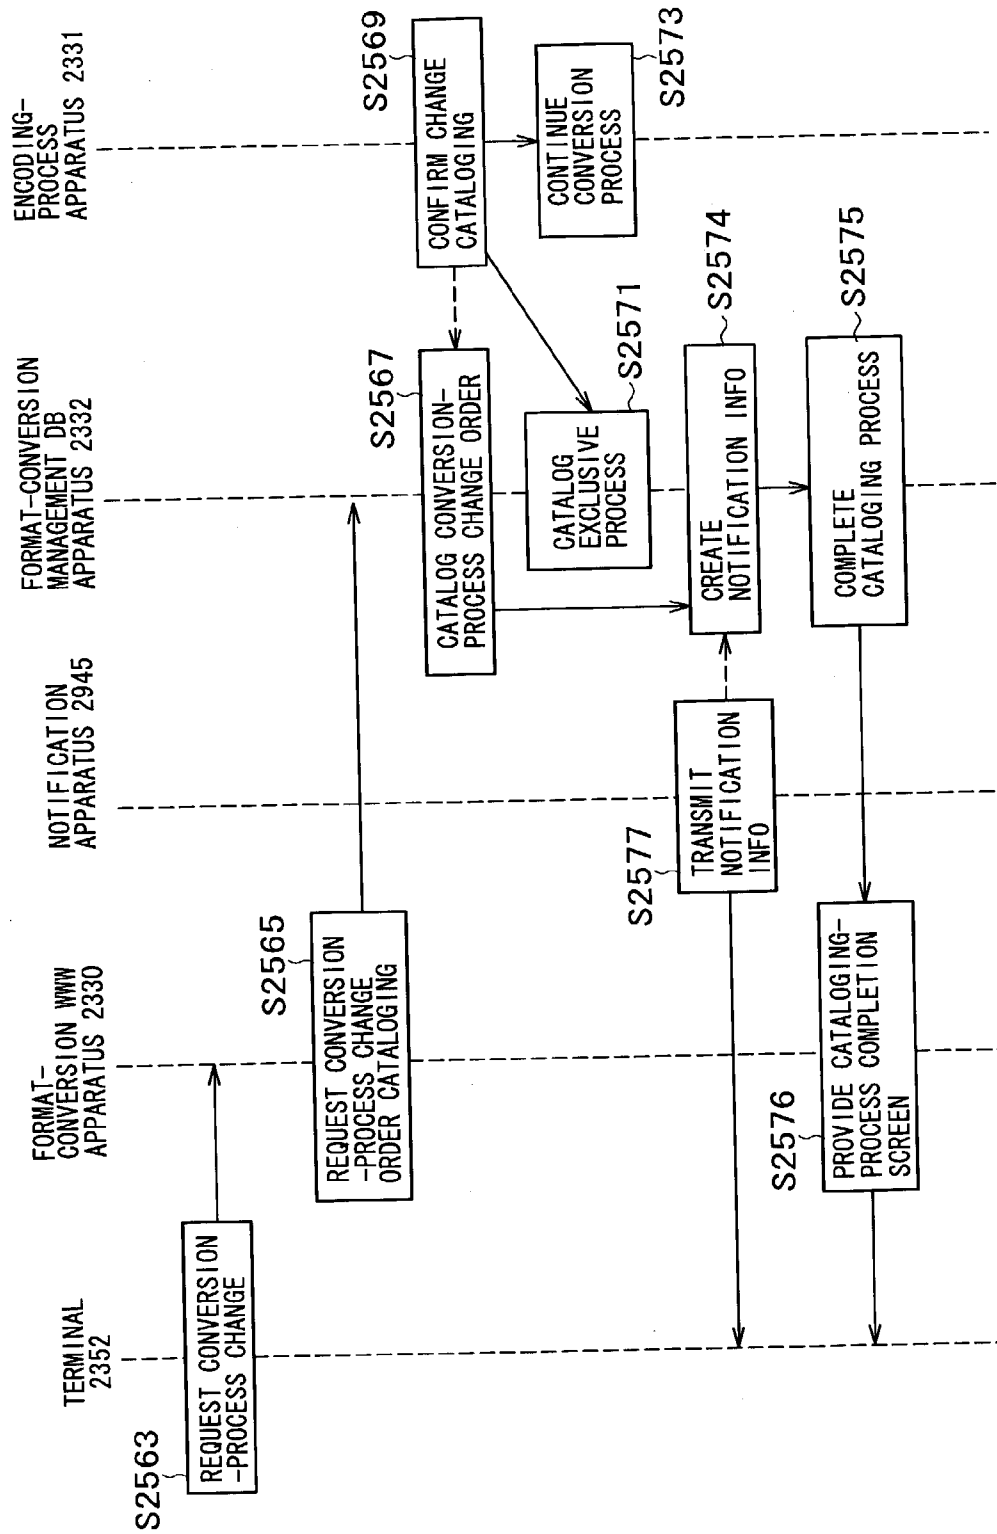 TERMINAL
2352
FORMAT-
CONVERSION WWW
APPARATUS 2330
NOTIFICATION
APPARATUS 2945
FORMAT-CONVERSION
MANAGEMENT DB
APPARATUS 2332
ENCODING-
PROCESS
APPARATUS 2331
S2563
REQUEST CONVERSION
-PROCESS CHANGE
S2565
REQUEST CONVERSION
-PROCESS CHANGE
ORDER CATALOGING
S2567
CATALOG CONVERSION-
PROCESS CHANGE ORDER
S2569
CONFIRM CHANGE
CATALOGING
S2571
CATALOG
EXCLUSIVE
PROCESS
S2573
CONTINUE
CONVERSION
PROCESS
S2577
TRANSMIT
NOTIFICATION
INFO
S2574
CREATE
NOTIFICATION INFO
S2576
PROVIDE CATALOGING-
PROCESS COMPLETION
SCREEN
S2575
COMPLETE
CATALOGING PROCESS